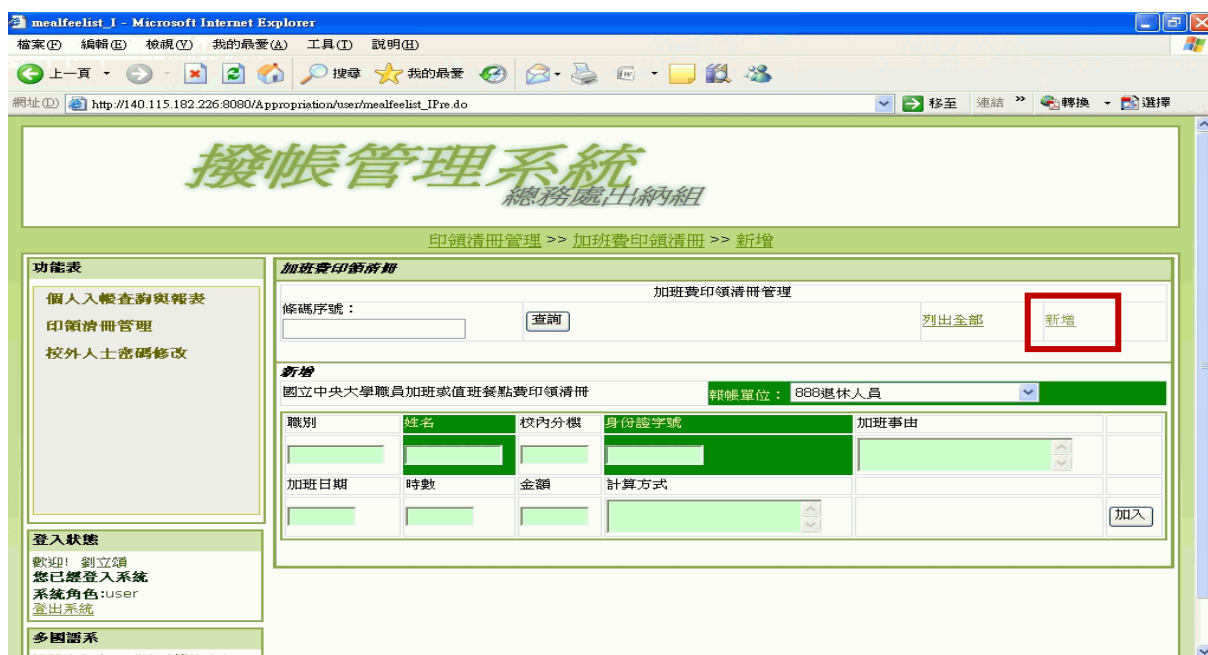 mealfeelist_I - Microsoft Internet Explorer
檔案(F) 編輯(E) 檢視(V) 我的最愛(A) 工具(T) 說明(H)
上一頁 搜尋 我的最愛
網址(D) http://140.115.182.226:8080/Appropriation/user/mealfeelist_IPre.do 移至 連結 » 轉換 選擇
撥帳管理系統
總務處出納組
印領清冊管理 >> 加班費印領清冊 >> 新增
功能表
個人入帳查詢與報表
印領清冊管理
校外人士密碼修改
登入狀態
歡迎! 劉立頌
您已經登入系統
系統角色:user
登出系統
多國語系
加班費印領清冊
加班費印領清冊管理
條碼序號：
查詢 列出全部 新增
新增
國立中央大學職員加班或值班餐點費印領清冊 報帳單位： 888退休人員
職別 姓名 校內分機 身份證字號 加班事由
加班日期 時數 金額 計算方式
加入